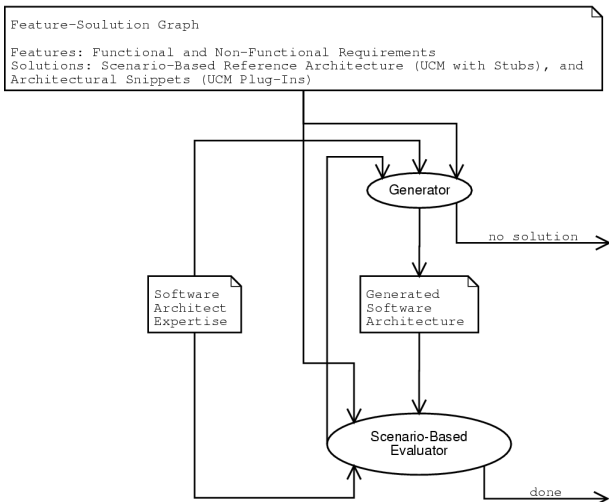 Feature-Soulution Graph
Features: Functional and Non-Functional Requirements
Solutions: Scenario-Based Reference Architecture (UCM with Stubs), and
Architectural Snippets (UCM Plug-Ins)
Generator
no solution
Software
Architect
Expertise
Generated
Software
Architecture
Scenario-Based
Evaluator
done